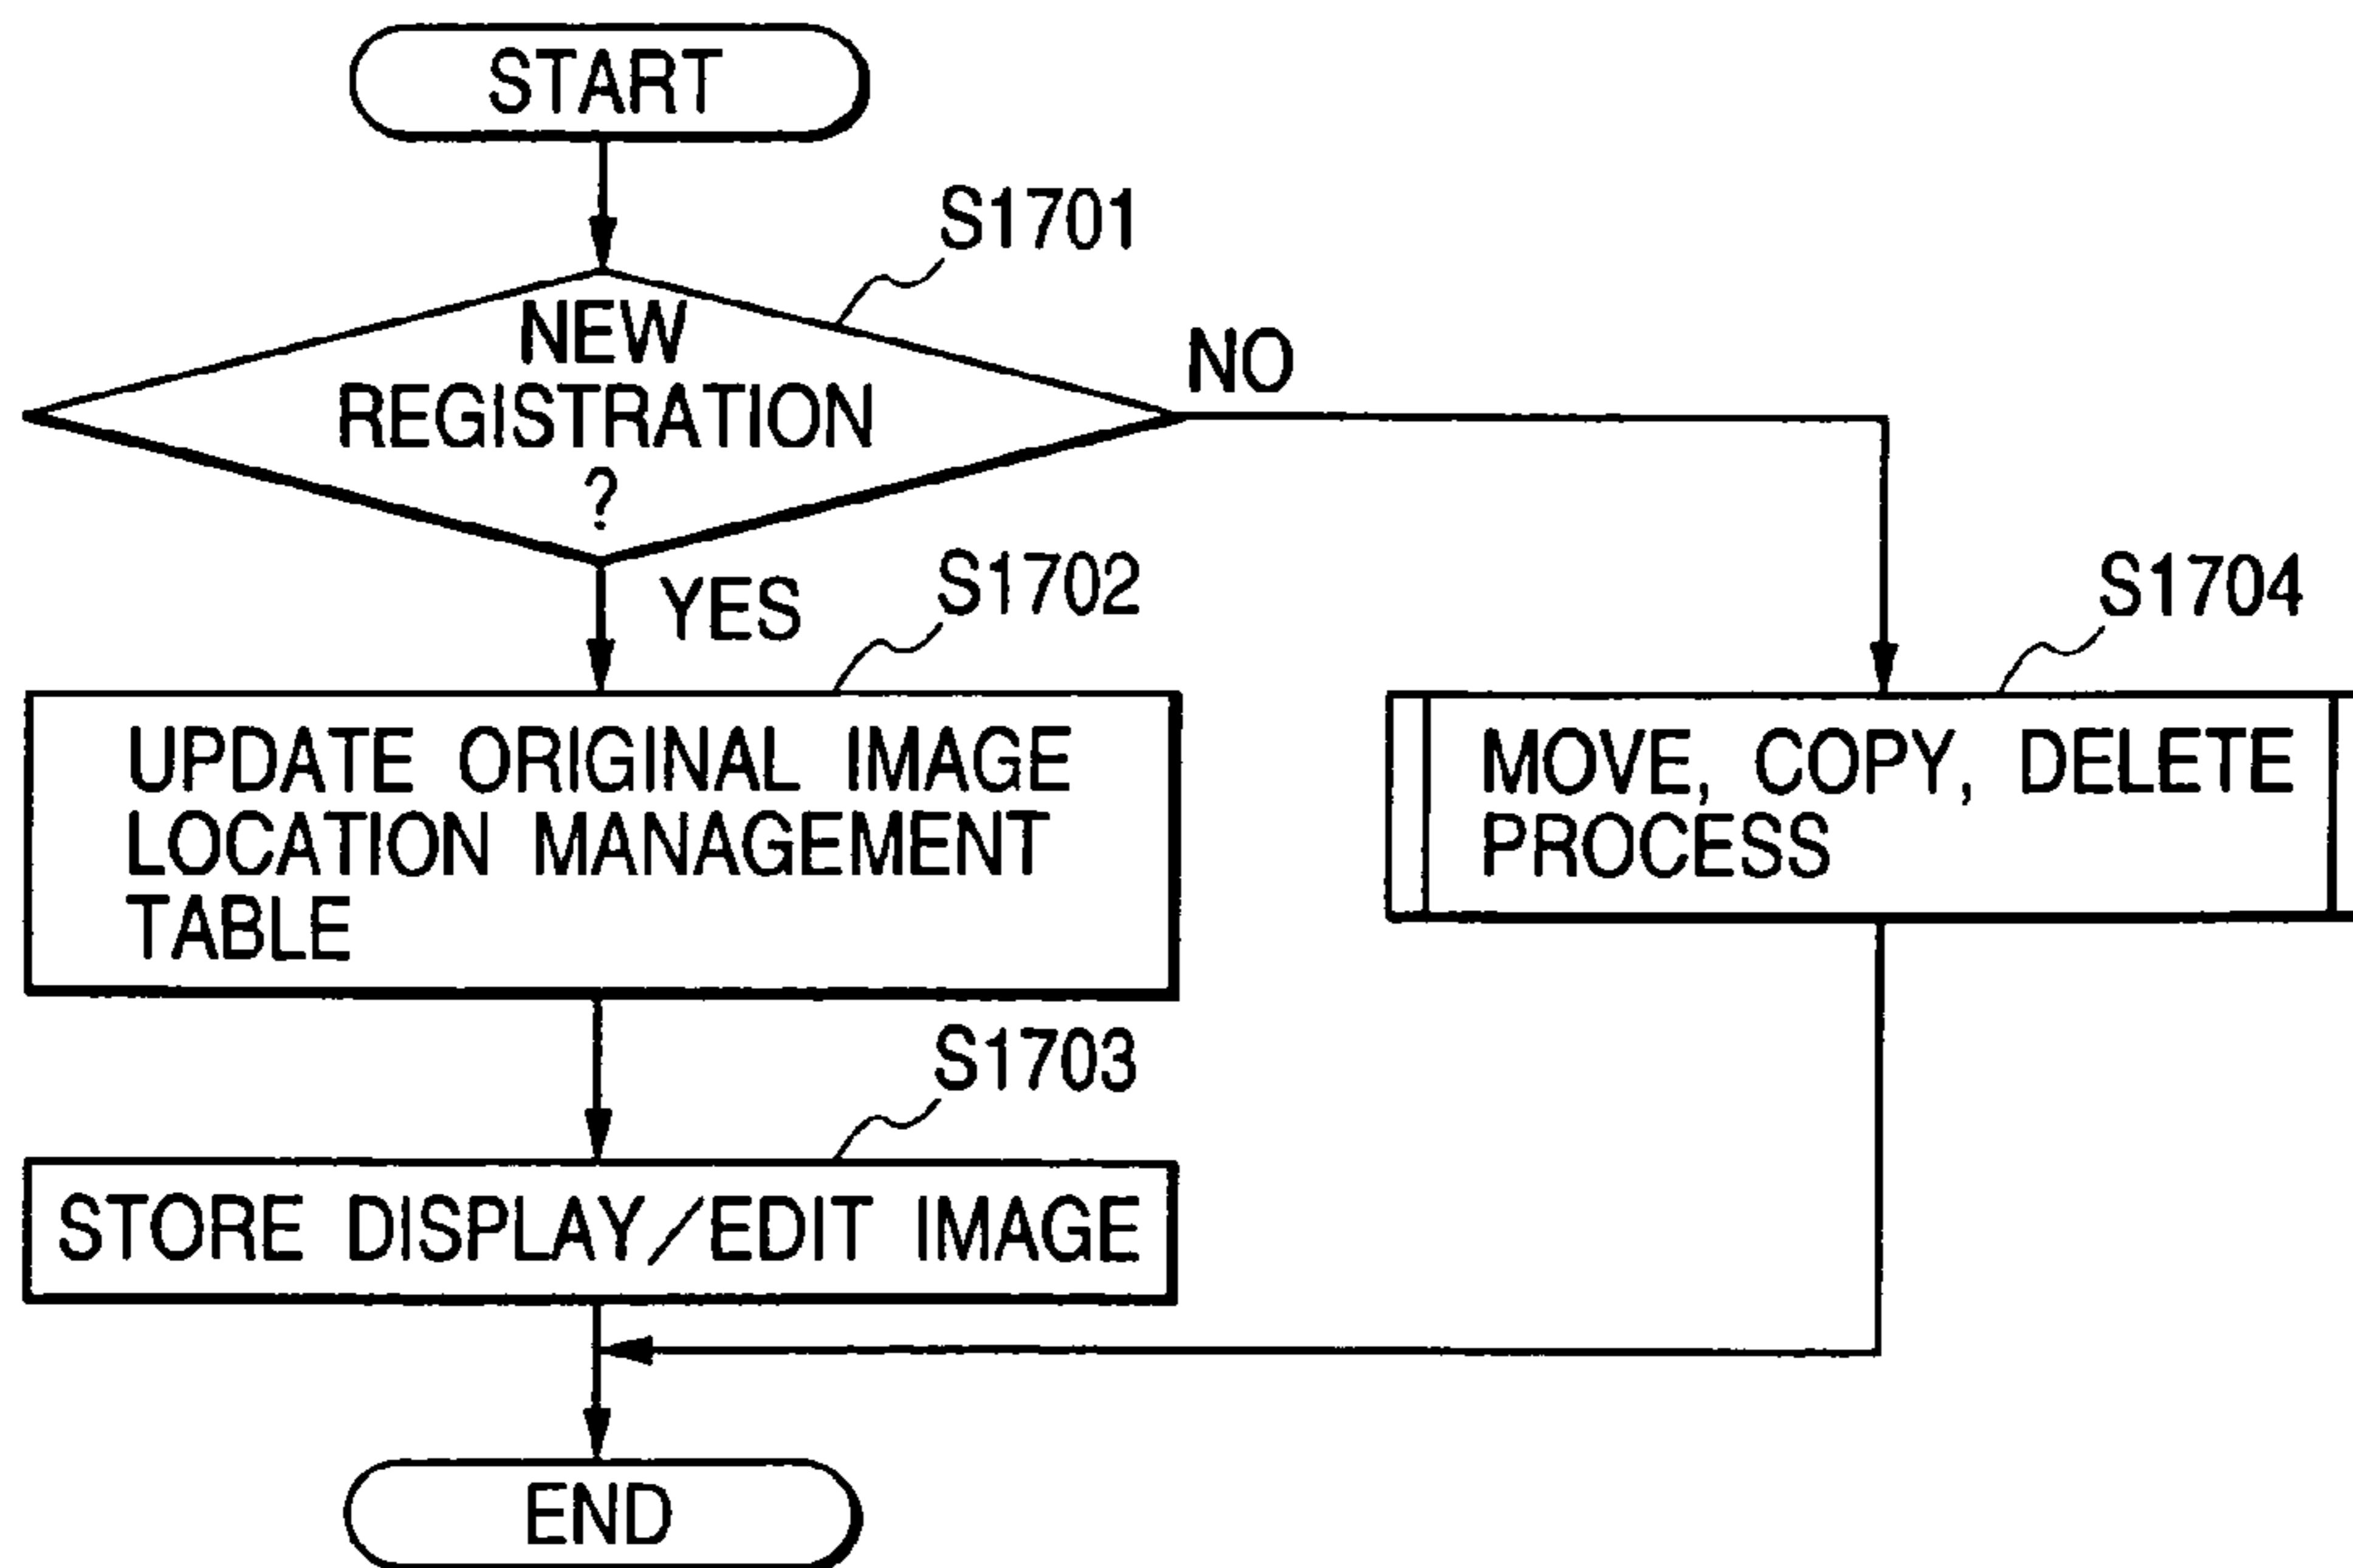 START
S1701
NEW
REGISTRATION
?
NO
YES
S1702
S1704
UPDATE ORIGINAL IMAGE
LOCATION MANAGEMENT
TABLE
MOVE, COPY, DELETE
PROCESS
S1703
STORE DISPLAY/EDIT IMAGE
END